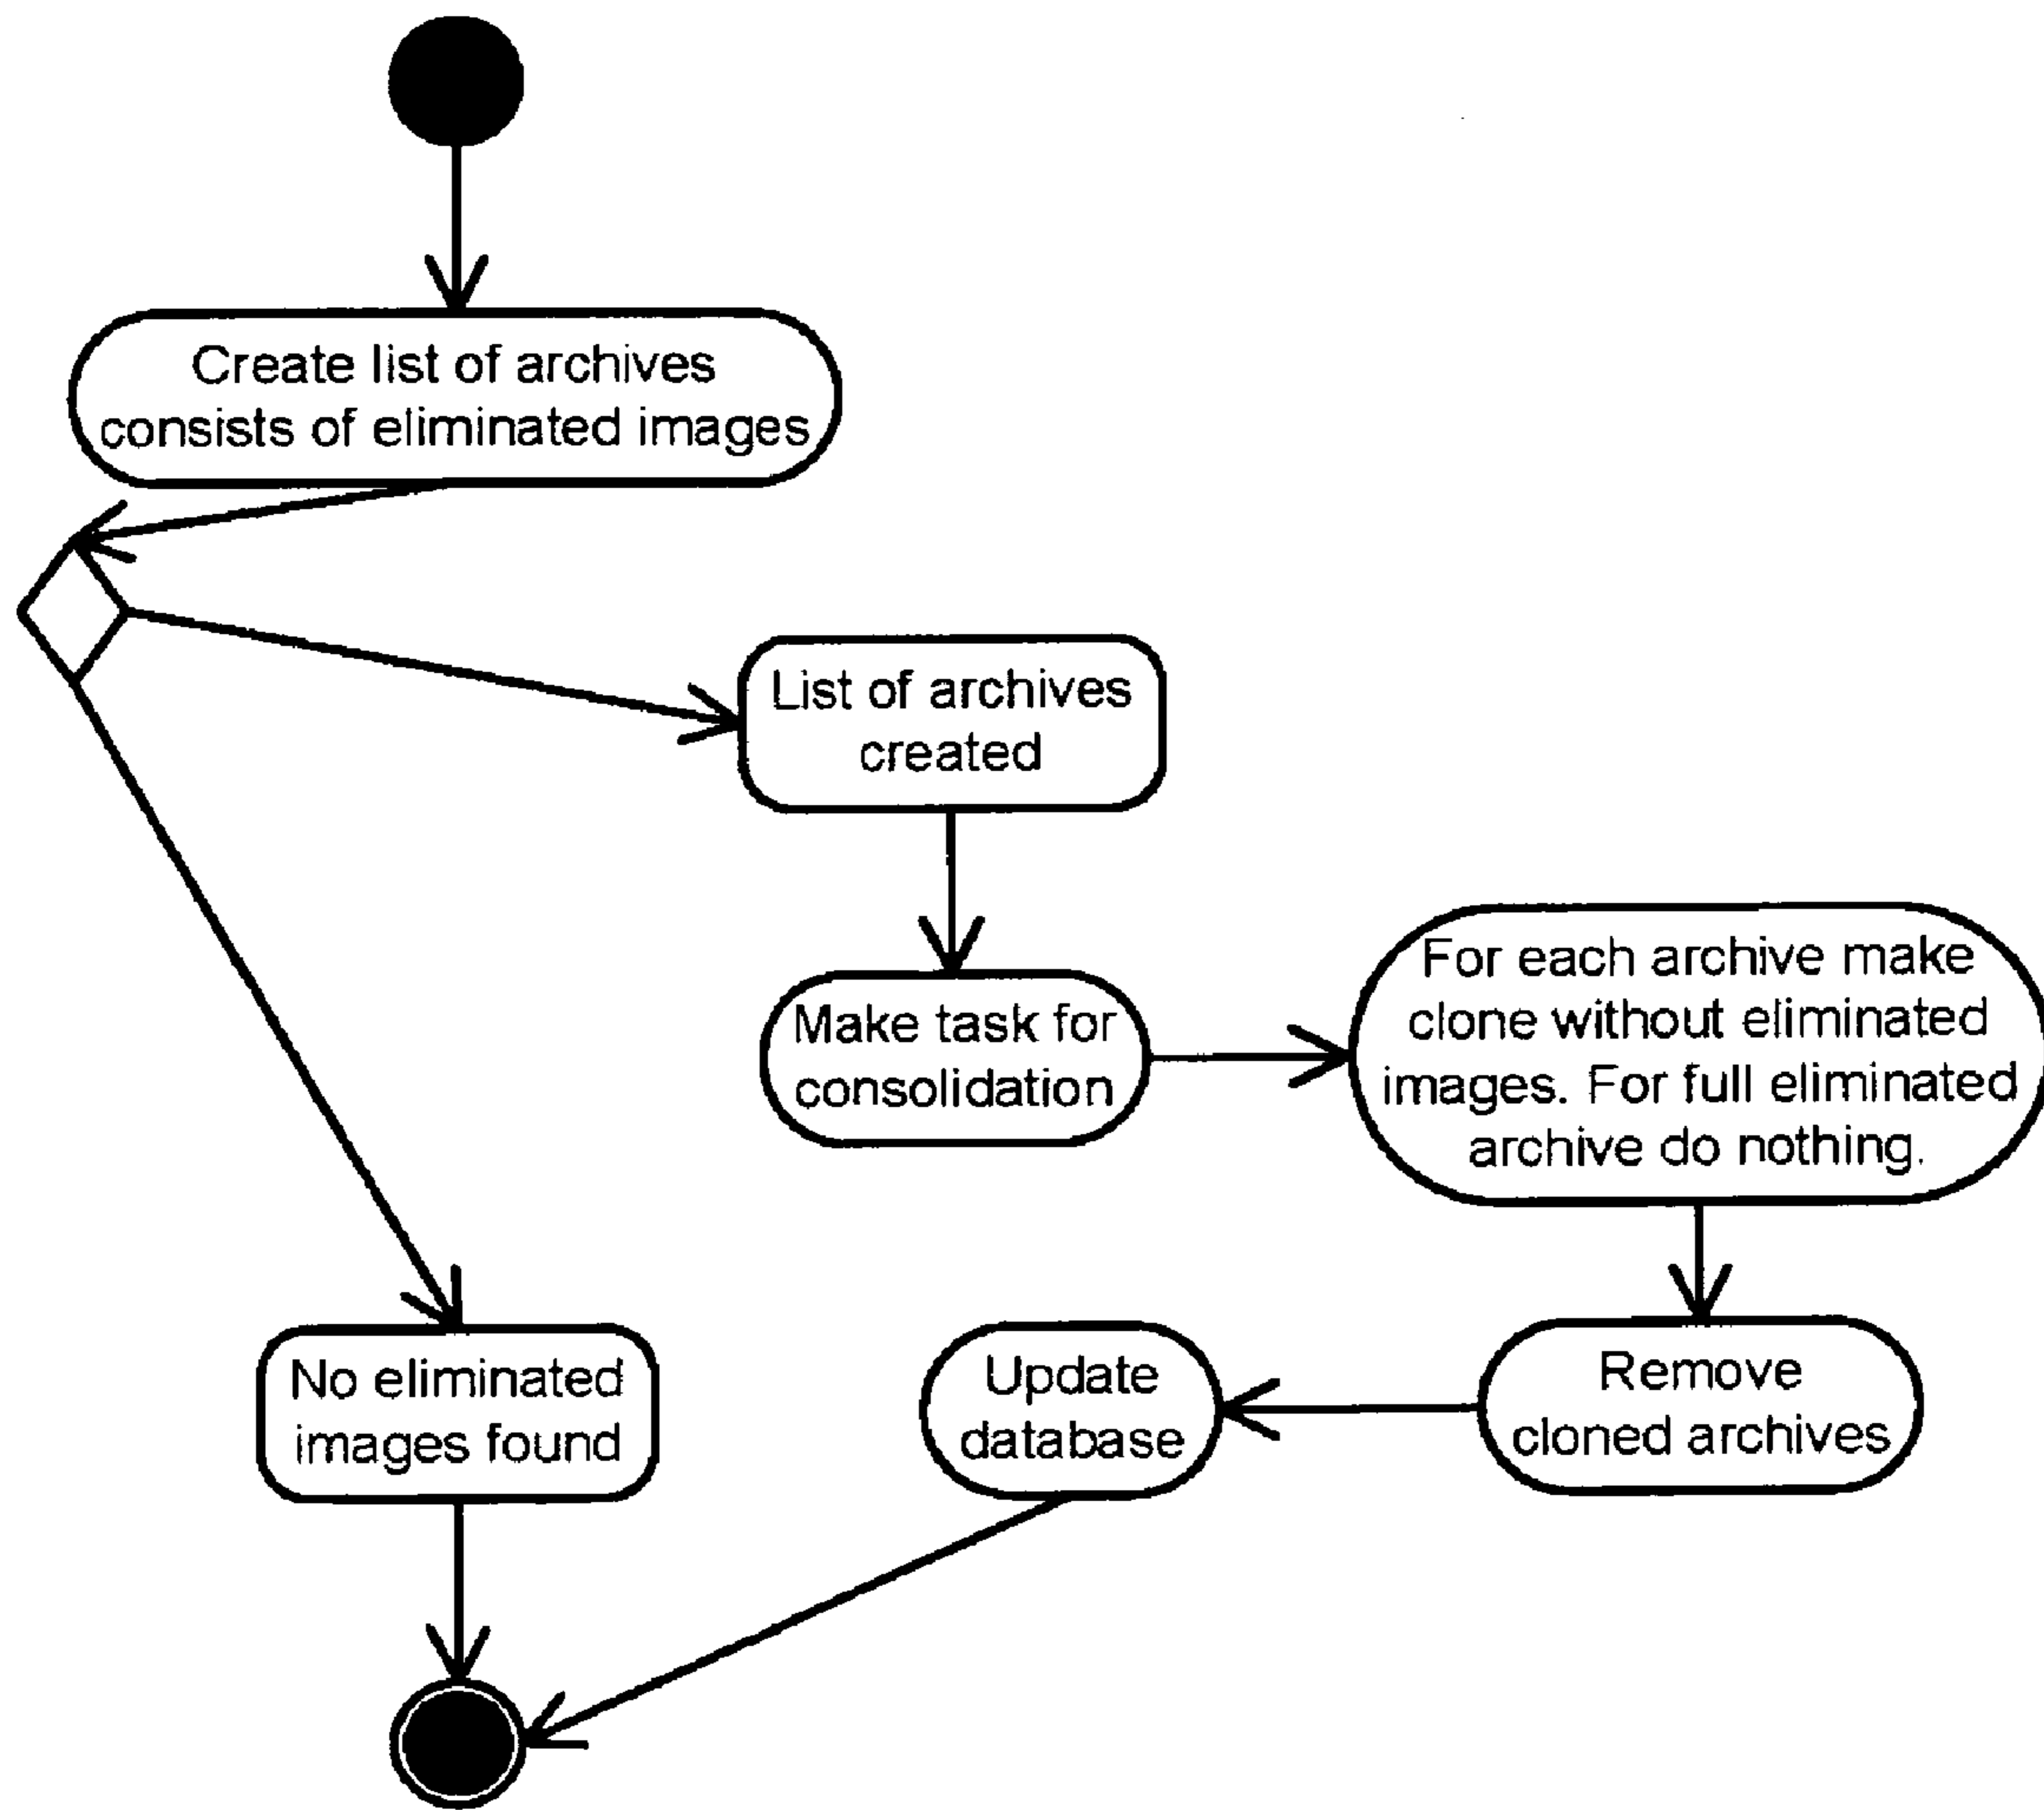 Create list of archives
consists of eliminated images
List of archives
created
Make task for
consolidation
For each archive make
clone without eliminated
images. For full eliminated
archive do nothing.
Remove
cloned archives
Update
database
No eliminated
images found